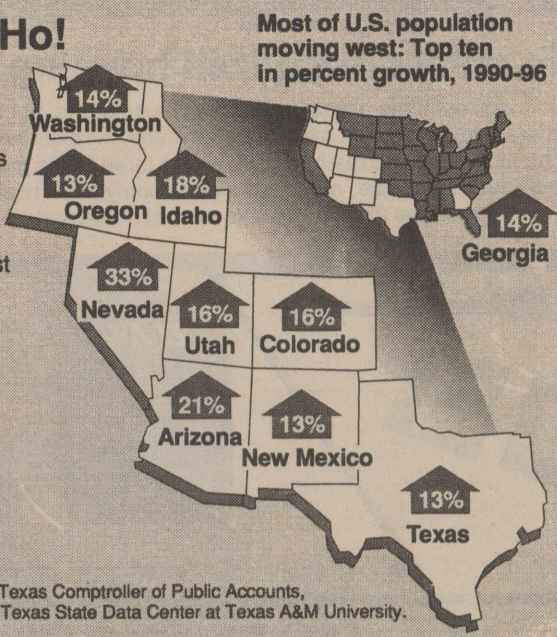 Ho!
Most of U.S. population
moving west: Top ten
in percent growth, 1990-96
14%
Washington
13%
Oregon
18%
Idaho
14%
Georgia
33%
Nevada
16%
Utah
16%
Colorado
21%
Arizona
13%
New Mexico
13%
Texas
Texas Comptroller of Public Accounts,
Texas State Data Center at Texas A&M University.